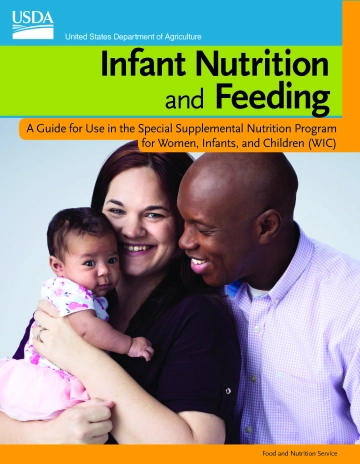 USDA
United States Department of Agriculture
Infant Nutrition
and Feeding
A Guide for Use in the Special Supplemental Nutrition Program
for Women, Infants, and Children (WIC)
Food and Nutrition Service